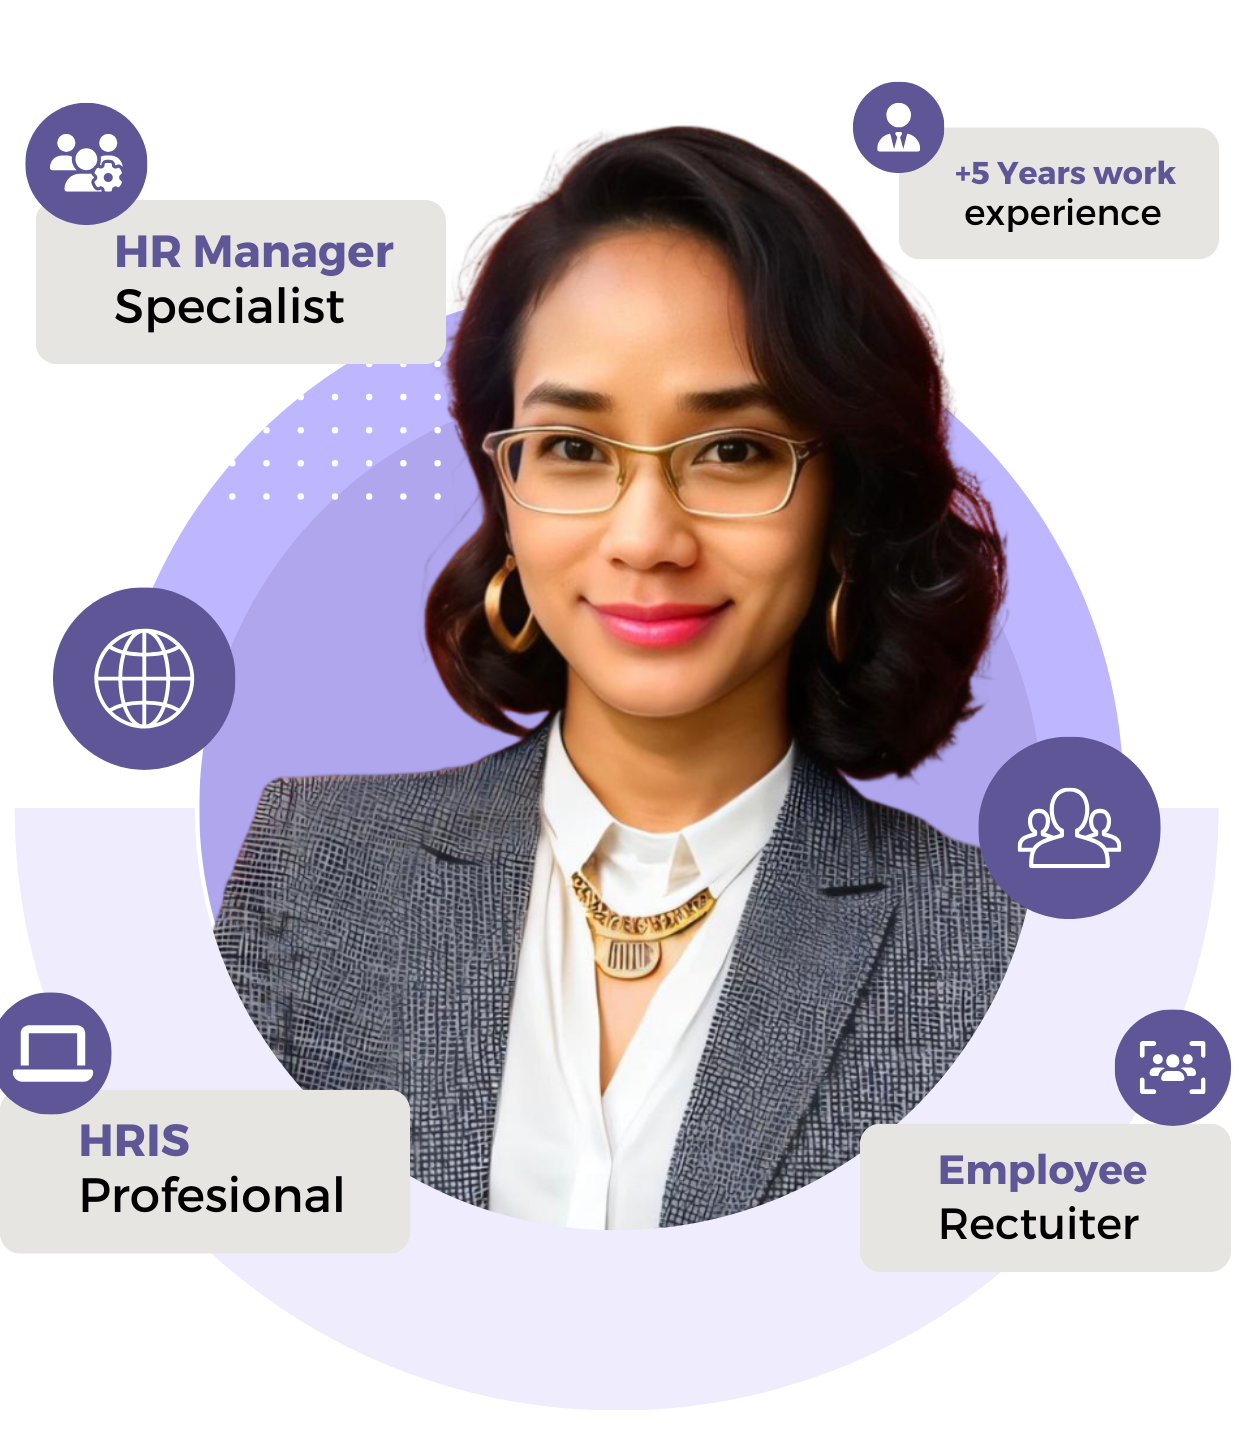 +5 Years work
experience
HR Manager
Specialist
HRIS
Profesional
Employee
Rectuiter